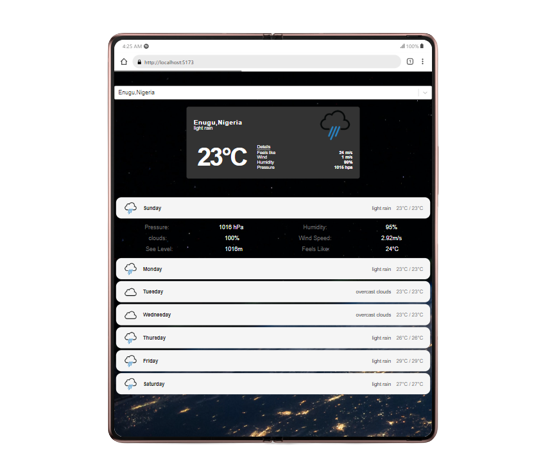 4:25 AM
100%
http://localhost:5173
1
Enugu,Nigeria
Enugu,Nigeria
light rain
23°C
Details
Feels like 24 m/s
Wind 1 m/s
Humidity 95%
Pressure 1016 hpa
Sunday light rain 23°C / 23°C
Pressure: 1016 hPa Humidity: 95%
clouds: 100% Wind Speed: 2.92m/s
See Level: 1016m Feels Like 24°C
Monday light rain 23°C / 23°C
Tuesday overcast clouds 23°C / 23°C
Wednesday overcast clouds 23°C / 23°C
Thursday light rain 26°C / 26°C
Friday light rain 29°C / 29°C
Saturday light rain 27°C / 27°C